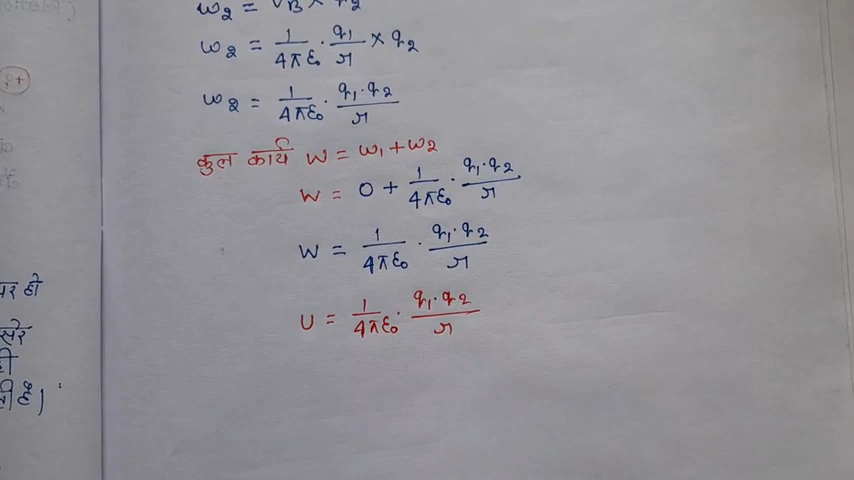 w₂ = V_B × q₂
w₂ = 1/4πε₀ · q₁/r × q₂
w₂ = 1/4πε₀ · q₁·q₂/r
कुल कार्य W = w₁ + w₂
W = 0 + 1/4πε₀ · q₁·q₂/r
W = 1/4πε₀ · q₁·q₂/r
U = 1/4πε₀ · q₁·q₂/r